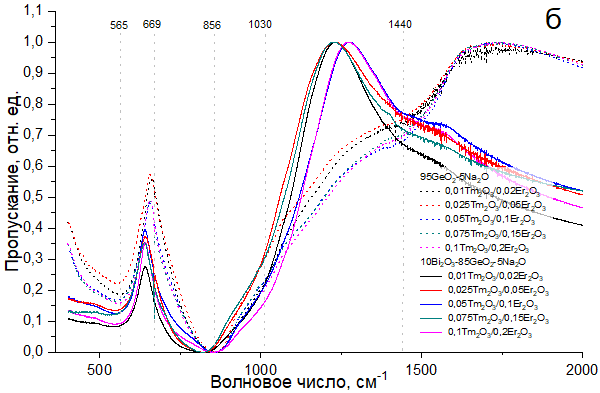 б
565 669 856 1030 1440
Пропускание, отн. ед.
1,1
1,0
0,9
0,8
0,7
0,6
0,5
0,4
0,3
0,2
0,1
0,0
95GeO₂-5Na₂O
0,01Tm₂O₃/0,02Er₂O₃
0,025Tm₂O₃/0,05Er₂O₃
0,05Tm₂O₃/0,1Er₂O₃
0,075Tm₂O₃/0,15Er₂O₃
0,1Tm₂O₃/0,2Er₂O₃
10Bi₂O₃-85GeO₂-5Na₂O
0,01Tm₂O₃/0,02Er₂O₃
0,025Tm₂O₃/0,05Er₂O₃
0,05Tm₂O₃/0,1Er₂O₃
0,075Tm₂O₃/0,15Er₂O₃
0,1Tm₂O₃/0,2Er₂O₃
500 1000 1500 2000
Волновое число, см⁻¹